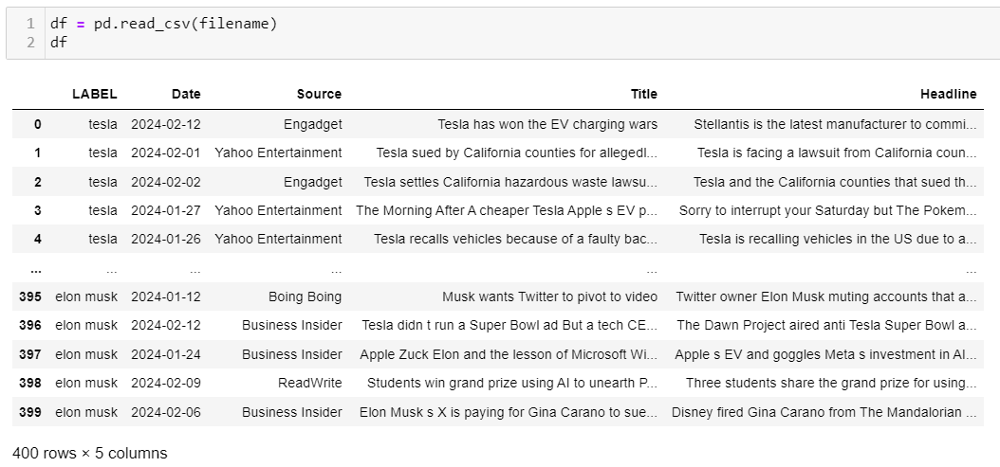 1 df = pd.read_csv(filename)
2 df
LABEL Date Source Title Headline
0 tesla 2024-02-12 Engadget Tesla has won the EV charging wars Stellantis is the latest manufacturer to commi...
1 tesla 2024-02-01 Yahoo Entertainment Tesla sued by California counties for allegedl... Tesla is facing a lawsuit from California coun...
2 tesla 2024-02-02 Engadget Tesla settles California hazardous waste lawsu... Tesla and the California counties that sued th...
3 tesla 2024-01-27 Yahoo Entertainment The Morning After A cheaper Tesla Apple s EV p... Sorry to interrupt your Saturday but The Pokem...
4 tesla 2024-01-26 Yahoo Entertainment Tesla recalls vehicles because of a faulty bac... Tesla is recalling vehicles in the US due to a...
... ... ... ... ... ...
395 elon musk 2024-01-12 Boing Boing Musk wants Twitter to pivot to video Twitter owner Elon Musk muting accounts that a...
396 elon musk 2024-02-12 Business Insider Tesla didn t run a Super Bowl ad But a tech CE... The Dawn Project aired anti Tesla Super Bowl a...
397 elon musk 2024-01-24 Business Insider Apple Zuck Elon and the lesson of Microsoft Wi... Apple s EV and goggles Meta s investment in AI...
398 elon musk 2024-02-09 ReadWrite Students win grand prize using AI to unearth P... Three students share the grand prize for using...
399 elon musk 2024-02-06 Business Insider Elon Musk s X is paying for Gina Carano to sue... Disney fired Gina Carano from The Mandalorian ...
400 rows × 5 columns